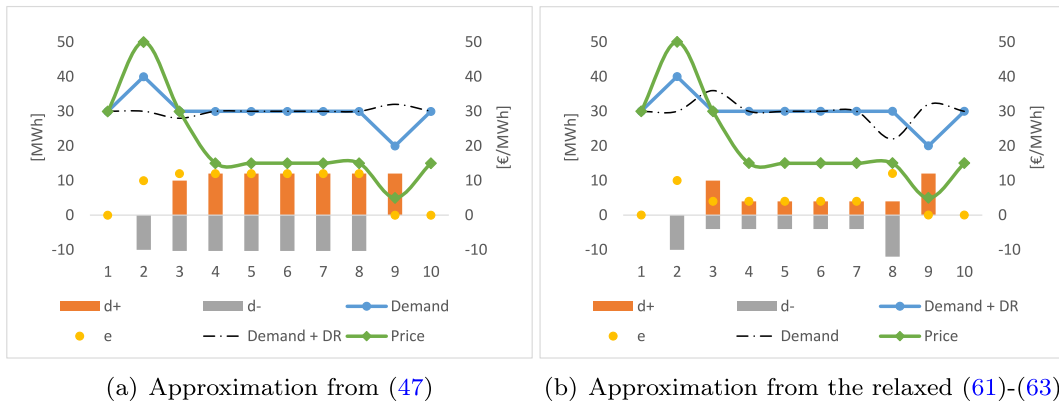 50
40
30
20
10
0
-10
[MWh]
50
40
30
20
10
0
-10
[€/MWh]
1 2 3 4 5 6 7 8 9 10
d+ d- Demand
e Demand + DR Price
(a) Approximation from (47)
50
40
30
20
10
0
-10
[MWh]
50
40
30
20
10
0
-10
[€/MWh]
1 2 3 4 5 6 7 8 9 10
d+ d- Demand + DR
e Demand Price
(b) Approximation from the relaxed (61)-(63)